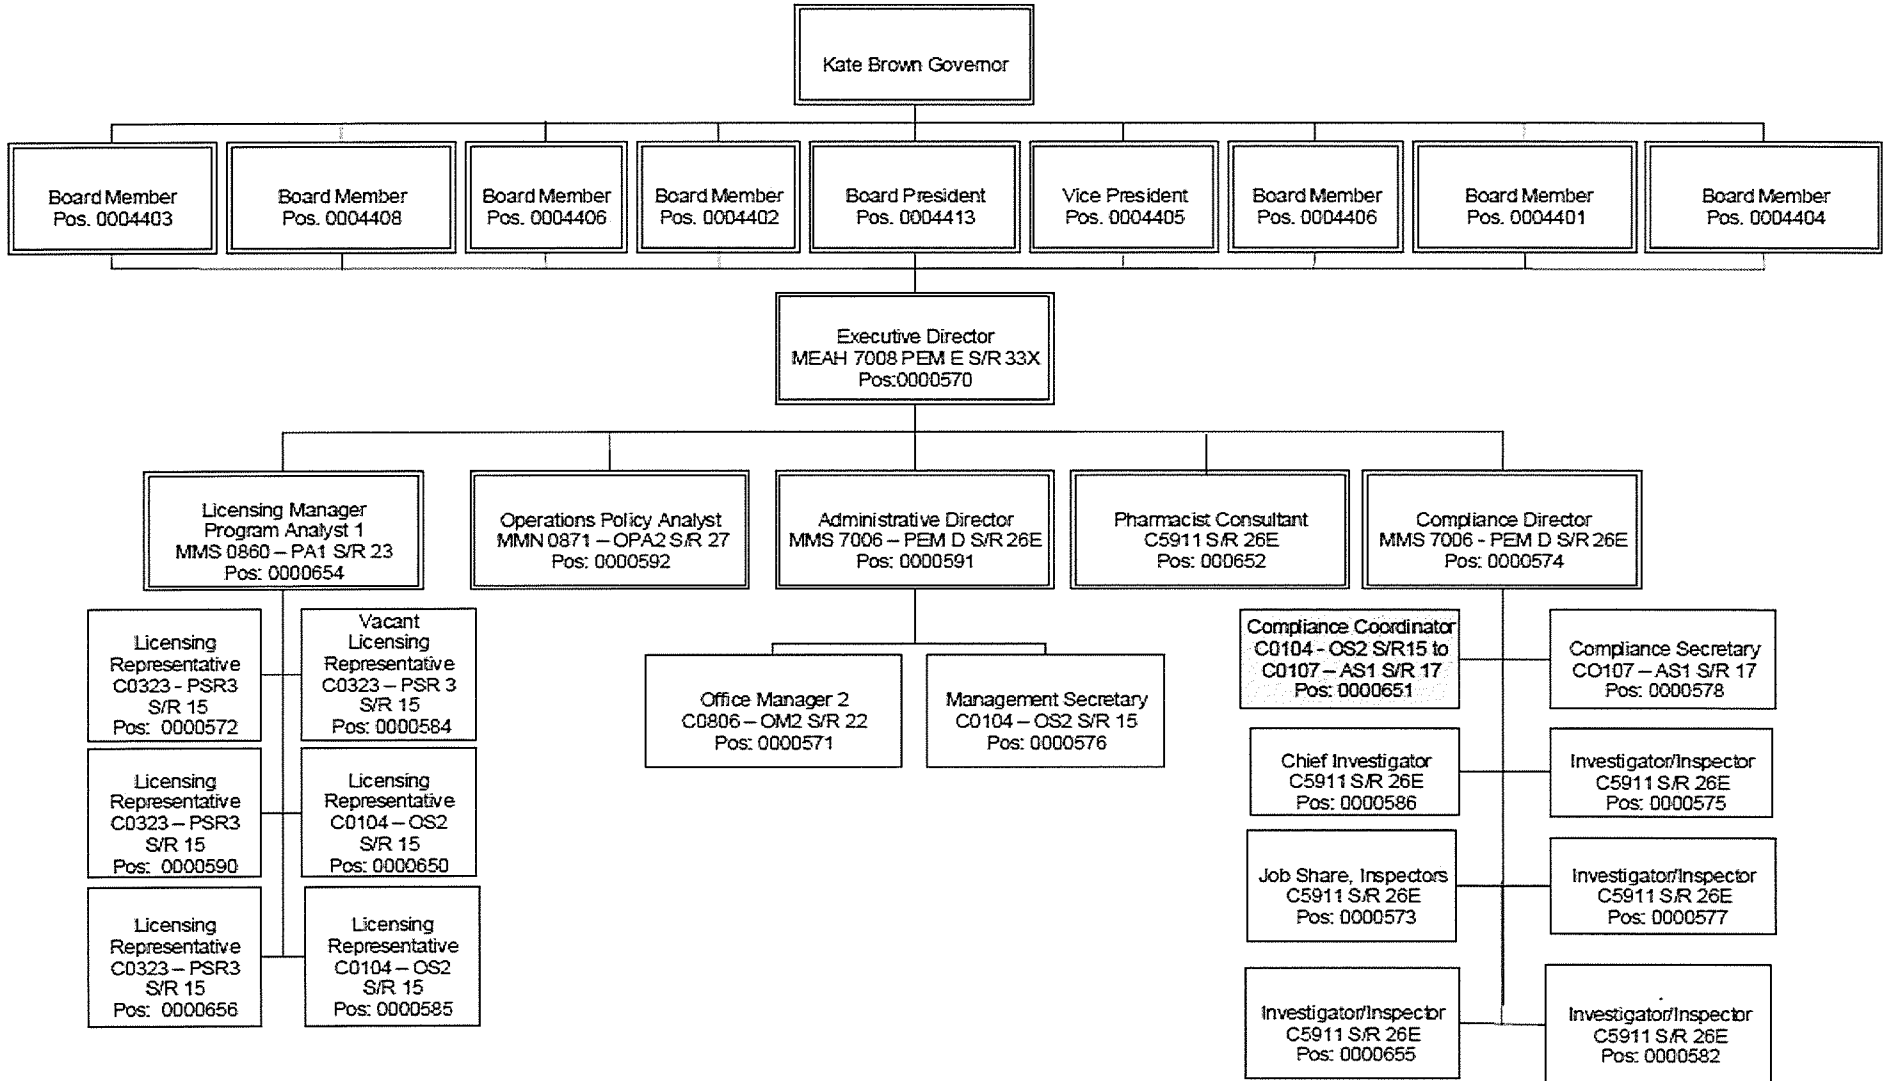 Kate Brown Governor
Board Member
Pos. 0004403
Board Member
Pos. 0004408
Board Member
Pos. 0004406
Board Member
Pos. 0004402
Board President
Pos. 0004413
Vice President
Pos. 0004405
Board Member
Pos. 0004406
Board Member
Pos. 0004401
Board Member
Pos. 0004404
Executive Director
MEAH 7008 PEM E S/R 33X
Pos:0000570
Licensing Manager
Program Analyst 1
MMS 0860 – PA1 S/R 23
Pos: 0000654
Operations Policy Analyst
MMN 0871 – OPA2 S/R 27
Pos: 0000592
Administrative Director
MMS 7006 – PEM D S/R 26E
Pos: 0000591
Pharmacist Consultant
C5911 S/R 26E
Pos: 000652
Compliance Director
MMS 7006 - PEM D S/R 26E
Pos: 0000574
Licensing
Representative
C0323 - PSR3
S/R 15
Pos: 0000572
Vacant
Licensing
Representative
C0323 – PSR 3
S/R 15
Pos: 0000584
Licensing
Representative
C0323 – PSR3
S/R 15
Pos: 0000590
Licensing
Representative
C0104 – OS2
S/R 15
Pos: 0000650
Licensing
Representative
C0323 – PSR3
S/R 15
Pos: 0000656
Licensing
Representative
C0104 – OS2
S/R 15
Pos: 0000585
Office Manager 2
C0806 – OM2 S/R 22
Pos: 0000571
Management Secretary
C0104 – OS2 S/R 15
Pos: 0000576
Compliance Coordinator
C0104 - OS2 S/R15 to
C0107 – AS1 S/R 17
Pos: 0000651
Compliance Secretary
CO107 – AS1 S/R 17
Pos: 0000578
Chief Investigator
C5911 S/R 26E
Pos: 0000586
Investigator/Inspector
C5911 S/R 26E
Pos: 0000575
Job Share, Inspectors
C5911 S/R 26E
Pos: 0000573
Investigator/Inspector
C5911 S/R 26E
Pos: 0000577
Investigator/Inspector
C5911 S/R 26E
Pos: 0000655
Investigator/Inspector
C5911 S/R 26E
Pos: 0000582